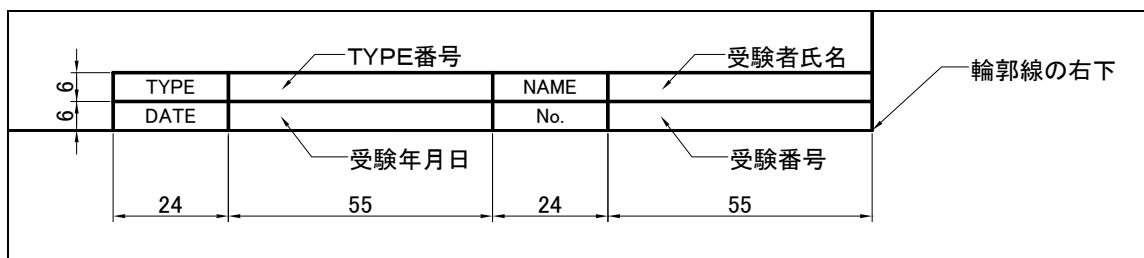 TYPE番号
受験者氏名
輪郭線の右下
6
TYPE
NAME
6
DATE
No.
受験年月日
受験番号
24
55
24
55